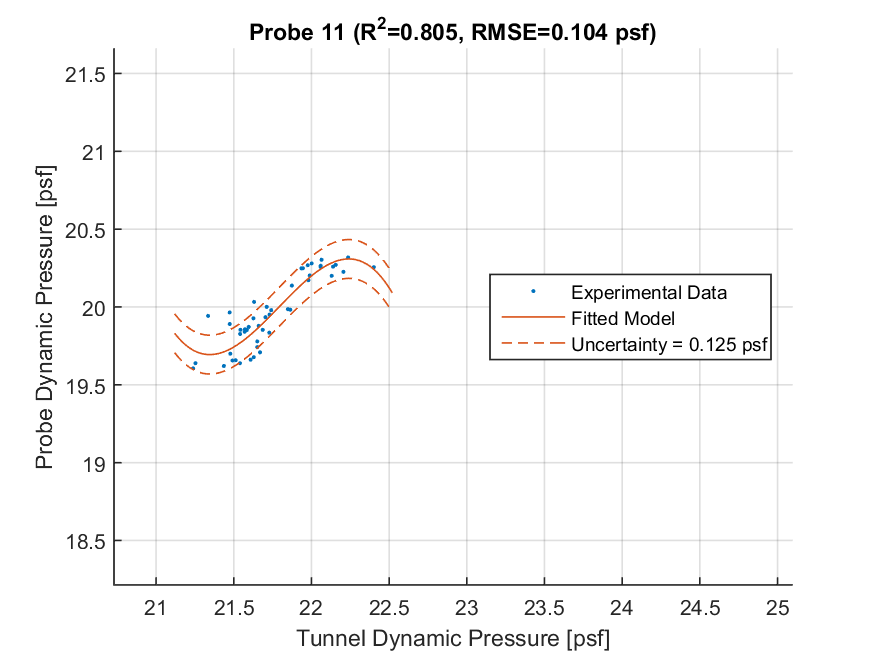 Probe 11 (R²=0.805, RMSE=0.104 psf)
21.5
21
20.5
20
19.5
19
18.5
Probe Dynamic Pressure [psf]
Experimental Data
Fitted Model
Uncertainty = 0.125 psf
21 21.5 22 22.5 23 23.5 24 24.5 25
Tunnel Dynamic Pressure [psf]